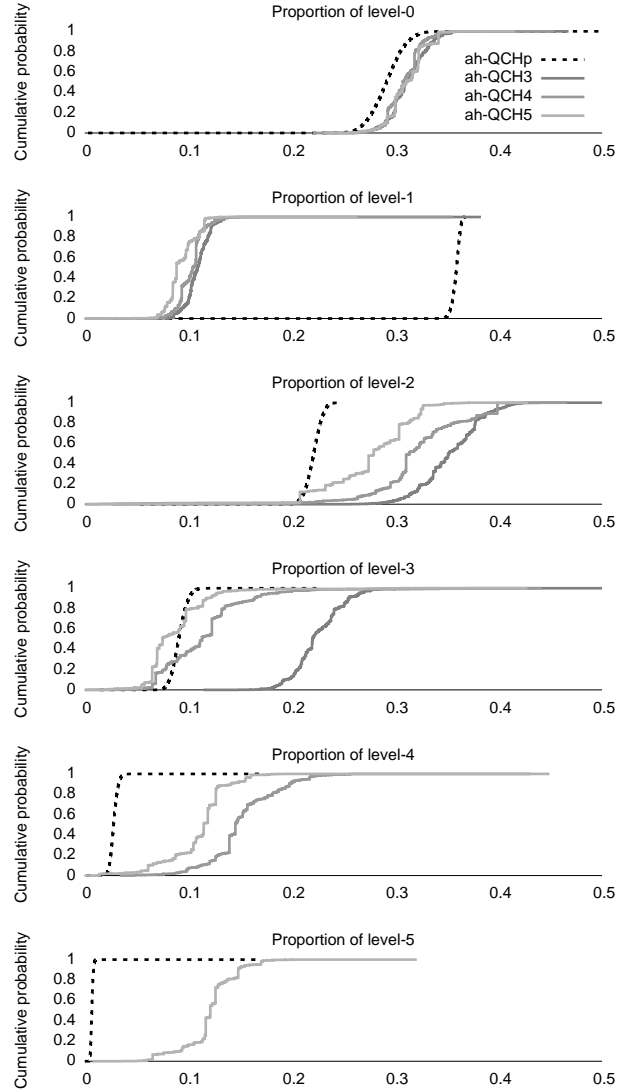 Proportion of level-0
Cumulative probability
1
0.8
0.6
0.4
0.2
0
ah-QCHp
ah-QCH3
ah-QCH4
ah-QCH5
0 0.1 0.2 0.3 0.4 0.5
Proportion of level-1
Cumulative probability
1
0.8
0.6
0.4
0.2
0
0 0.1 0.2 0.3 0.4 0.5
Proportion of level-2
Cumulative probability
1
0.8
0.6
0.4
0.2
0
0 0.1 0.2 0.3 0.4 0.5
Proportion of level-3
Cumulative probability
1
0.8
0.6
0.4
0.2
0
0 0.1 0.2 0.3 0.4 0.5
Proportion of level-4
Cumulative probability
1
0.8
0.6
0.4
0.2
0
0 0.1 0.2 0.3 0.4 0.5
Proportion of level-5
Cumulative probability
1
0.8
0.6
0.4
0.2
0
0 0.1 0.2 0.3 0.4 0.5